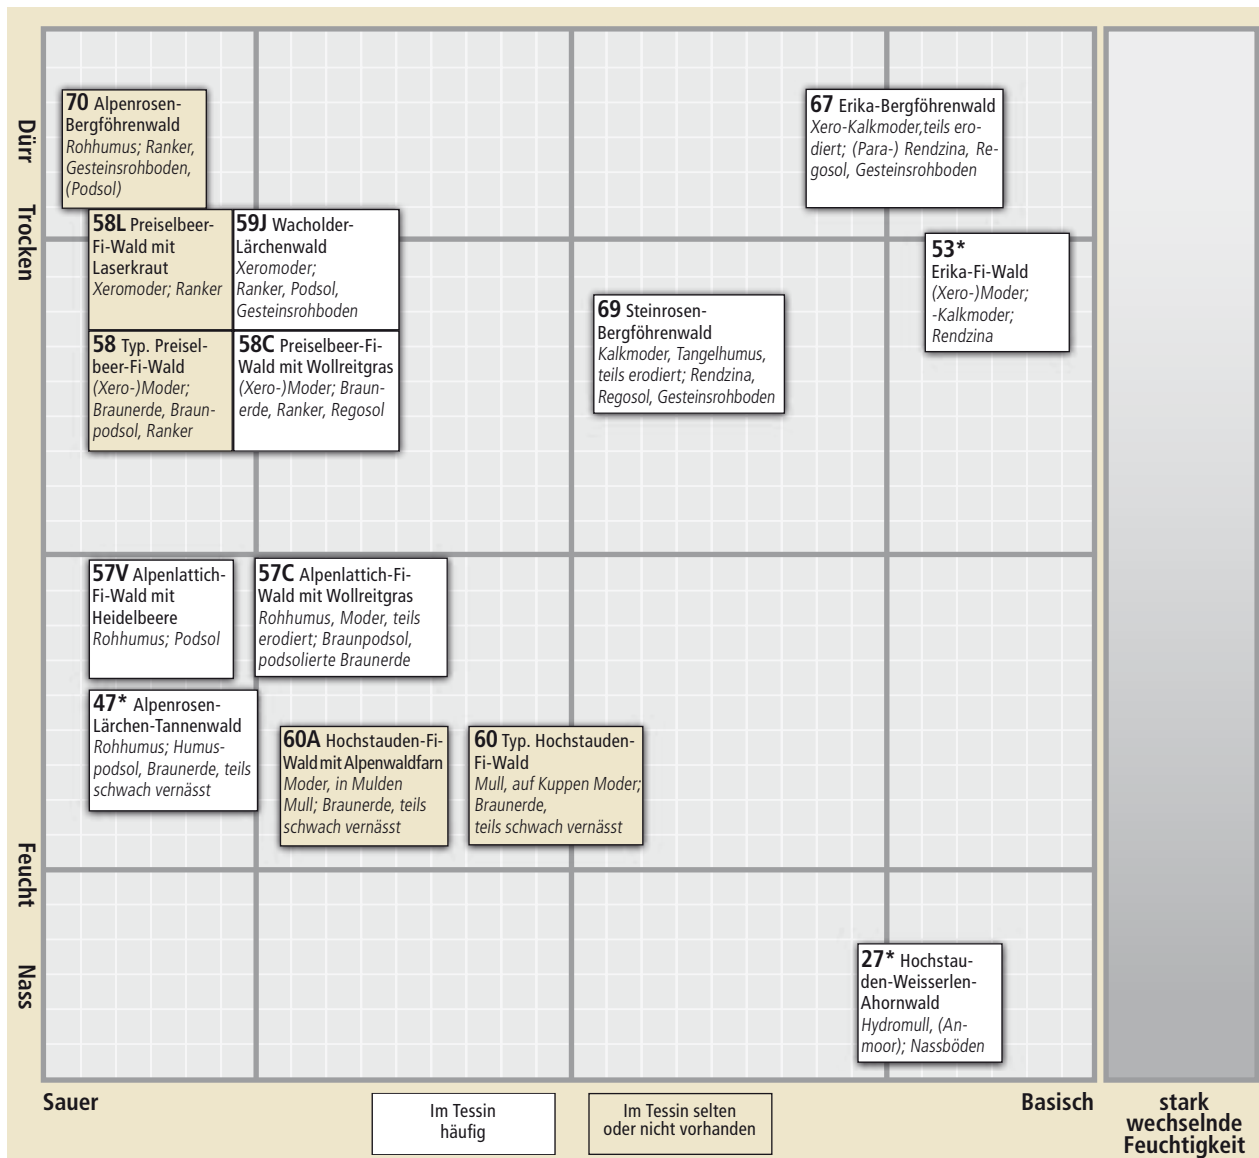 Dürr
Trocken
Feucht
Nass
70 Alpenrosen-
Bergföhrenwald
Rohhumus; Ranker,
Gesteinsrohboden,
(Podsol)
67 Erika-Bergföhrenwald
Xero-Kalkmoder,teils ero-
diert; (Para-) Rendzina, Re-
gosol, Gesteinsrohboden
58L Preiselbeer-
Fi-Wald mit
Laserkraut
Xeromoder; Ranker
59J Wacholder-
Lärchenwald
Xeromoder;
Ranker, Podsol,
Gesteinsrohboden
53*
Erika-Fi-Wald
(Xero-)Moder;
-Kalkmoder;
Rendzina
69 Steinrosen-
Bergföhrenwald
Kalkmoder, Tangelhumus,
teils erodiert; Rendzina,
Regosol, Gesteinsrohboden
58 Typ. Preisel-
beer-Fi-Wald
(Xero-)Moder;
Braunerde, Braun-
podsol, Ranker
58C Preiselbeer-Fi-
Wald mit Wollreitgras
(Xero-)Moder; Braun-
erde, Ranker, Regosol
57V Alpenlattich-
Fi-Wald mit
Heidelbeere
Rohhumus; Podsol
57C Alpenlattich-Fi-
Wald mit Wollreitgras
Rohhumus, Moder, teils
erodiert; Braunpodsol,
podsolierte Braunerde
47* Alpenrosen-
Lärchen-Tannenwald
Rohhumus; Humus-
podsol, Braunerde, teils
schwach vernässt
60A Hochstauden-Fi-
Wald mit Alpenwaldfarn
Moder, in Mulden
Mull; Braunerde, teils
schwach vernässt
60 Typ. Hochstauden-
Fi-Wald
Mull, auf Kuppen Moder;
Braunerde,
teils schwach vernässt
27* Hochstau-
den-Weisserlen-
Ahornwald
Hydromull, (An-
moor); Nassböden
Sauer
Basisch
stark
wechselnde
Feuchtigkeit
Im Tessin
häufig
Im Tessin selten
oder nicht vorhanden